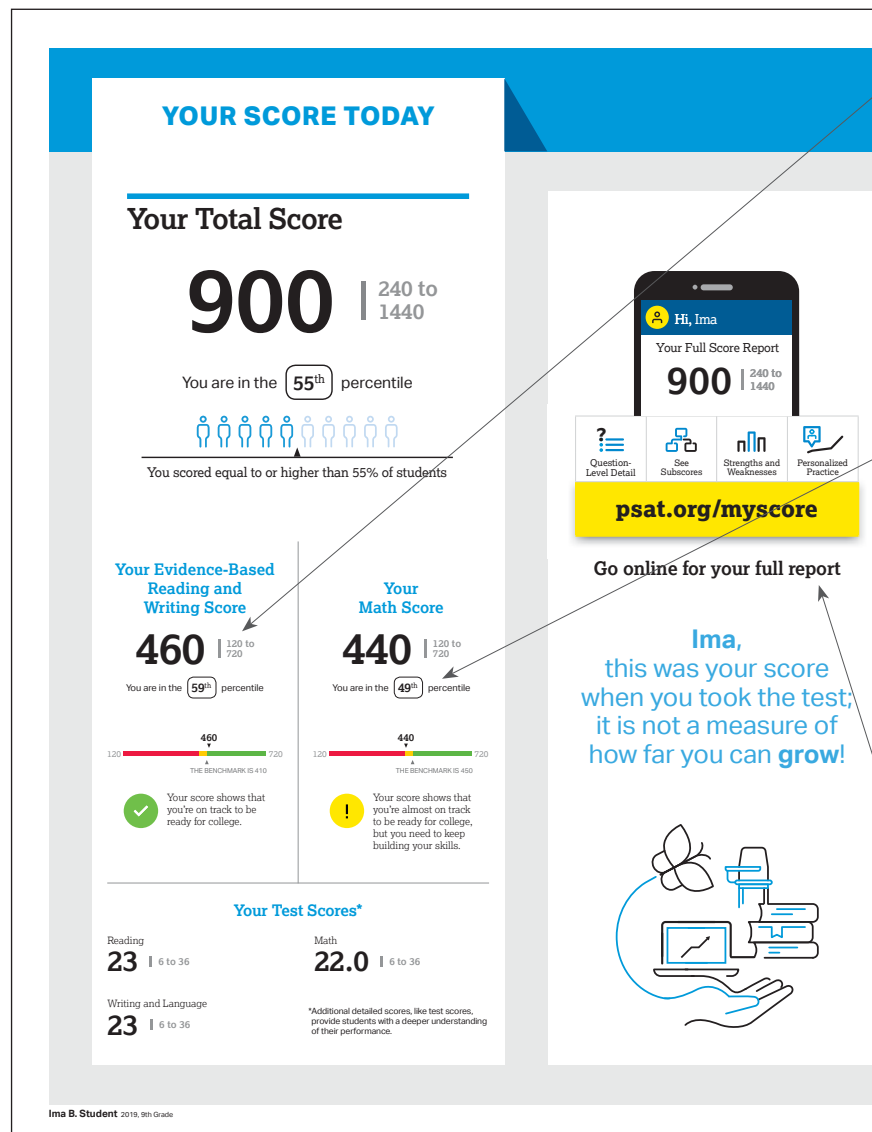 YOUR SCORE TODAY
Your Total Score
900 | 240 to
1440
You are in the 55th percentile
You scored equal to or higher than 55% of students
Your Evidence-Based
Reading and
Writing Score
460 | 120 to
720
You are in the 59th percentile
460
120 720
THE BENCHMARK IS 410
Your score shows that
you're on track to be
ready for college.
Your
Math Score
440 | 120 to
720
You are in the 49th percentile
440
120 720
THE BENCHMARK IS 450
!
Your score shows that
you're almost on track
to be ready for college,
but you need to keep
building your skills.
Your Test Scores*
Reading
23 | 6 to 36
Math
22.0 | 6 to 36
Writing and Language
23 | 6 to 36
*Additional detailed scores, like test scores,
provide students with a deeper understanding
of their performance.
Hi, Ima
Your Full Score Report
900 | 240 to
1440
?
Question-
Level Detail
See
Subscores
Strengths and
Weaknesses
Personalized
Practice
psat.org/myscore
Go online for your full report
Ima,
this was your score
when you took the test;
it is not a measure of
how far you can grow!
Ima B. Student 2019, 9th Grade